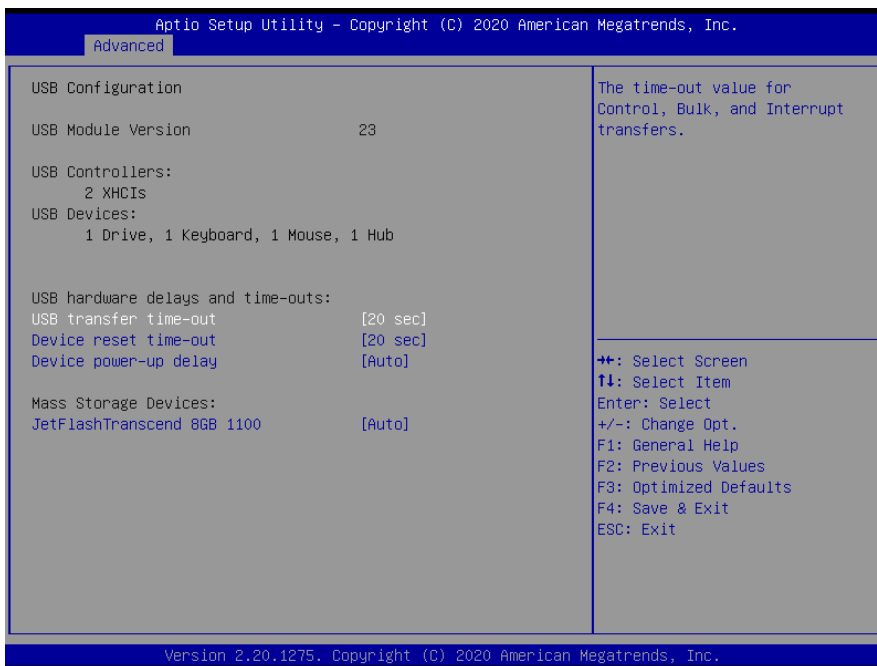 Aptio Setup Utility – Copyright (C) 2020 American Megatrends, Inc.
Advanced
USB Configuration
USB Module Version 23
USB Controllers:
2 XHCIs
USB Devices:
1 Drive, 1 Keyboard, 1 Mouse, 1 Hub
USB hardware delays and time-outs:
USB transfer time-out [20 sec]
Device reset time-out [20 sec]
Device power-up delay [Auto]
Mass Storage Devices:
JetFlashTranscend 8GB 1100 [Auto]
The time-out value for
Control, Bulk, and Interrupt
transfers.
→←: Select Screen
↑↓: Select Item
Enter: Select
+/-: Change Opt.
F1: General Help
F2: Previous Values
F3: Optimized Defaults
F4: Save & Exit
ESC: Exit
Version 2.20.1275. Copyright (C) 2020 American Megatrends, Inc.